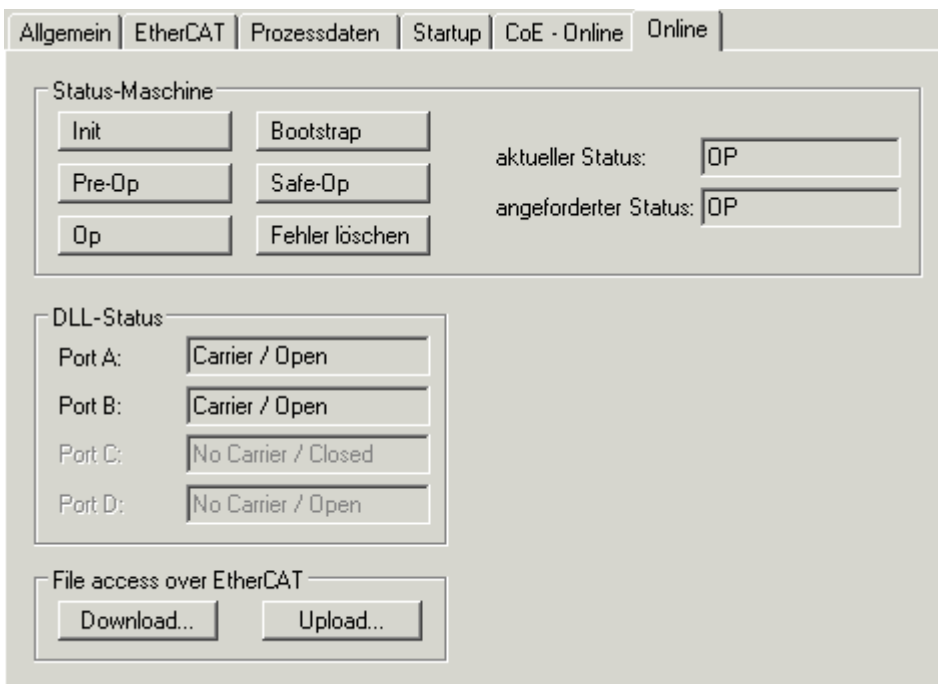 Allgemein EtherCAT Prozessdaten Startup CoE - Online Online
Status-Maschine
Init Bootstrap
aktueller Status: OP
Pre-Op Safe-Op
angeforderter Status: OP
Op Fehler löschen
DLL-Status
Port A: Carrier / Open
Port B: Carrier / Open
Port C: No Carrier / Closed
Port D: No Carrier / Open
File access over EtherCAT
Download... Upload...